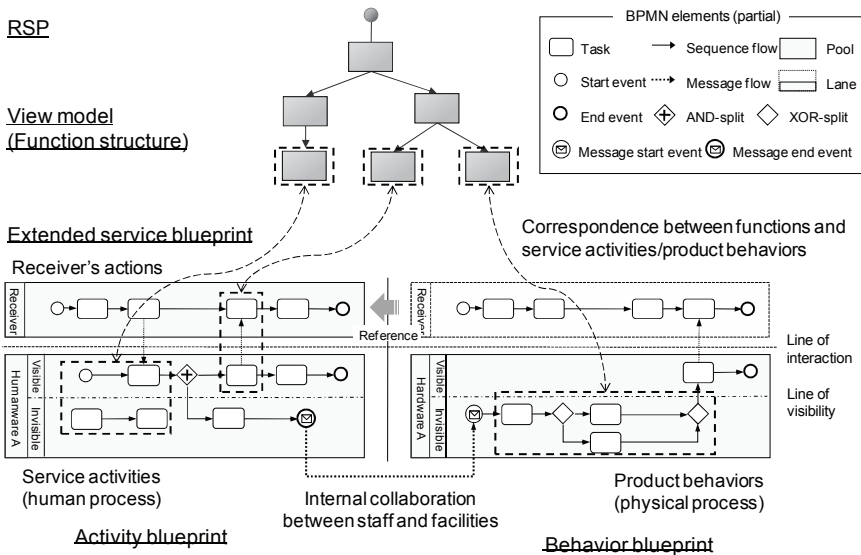 RSP
BPMN elements (partial)
Task
Sequence flow
Pool
Start event
Message flow
Lane
End event
AND-split
XOR-split
Message start event
Message end event
View model
(Function structure)
Extended service blueprint
Correspondence between functions and
service activities/product behaviors
Receiver's actions
Receiver
Reference
Receiver
Line of
interaction
Humanware A
Visible
Invisible
Hardware A
Visible
Invisible
Line of
visibility
Service activities
(human process)
Internal collaboration
between staff and facilities
Product behaviors
(physical process)
Activity blueprint
Behavior blueprint